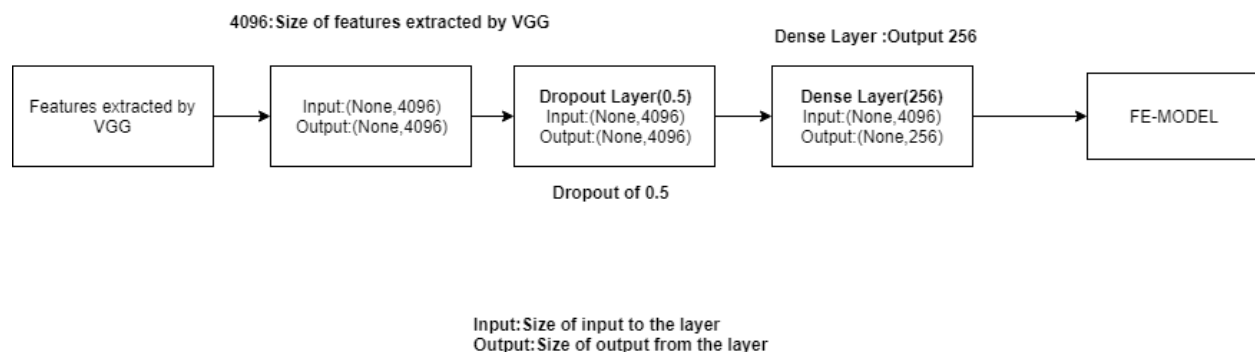 4096:Size of features extracted by VGG
Dense Layer :Output 256
Features extracted by
VGG
Input:(None,4096)
Output:(None,4096)
Dropout Layer(0.5)
Input:(None,4096)
Output:(None,4096)
Dense Layer(256)
Input:(None,4096)
Output:(None,256)
FE-MODEL
Dropout of 0.5
Input:Size of input to the layer
Output:Size of output from the layer